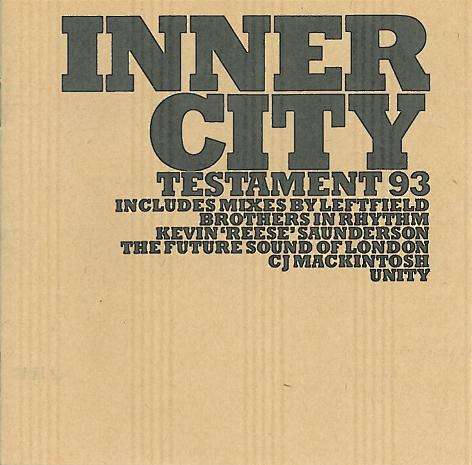 INNER
CITY
TESTAMENT 93
INCLUDES MIXES BY LEFTFIELD
BROTHERS IN RHYTHM
KEVIN 'REESE' SAUNDERSON
THE FUTURE SOUND OF LONDON
CJ MACKINTOSH
UNITY